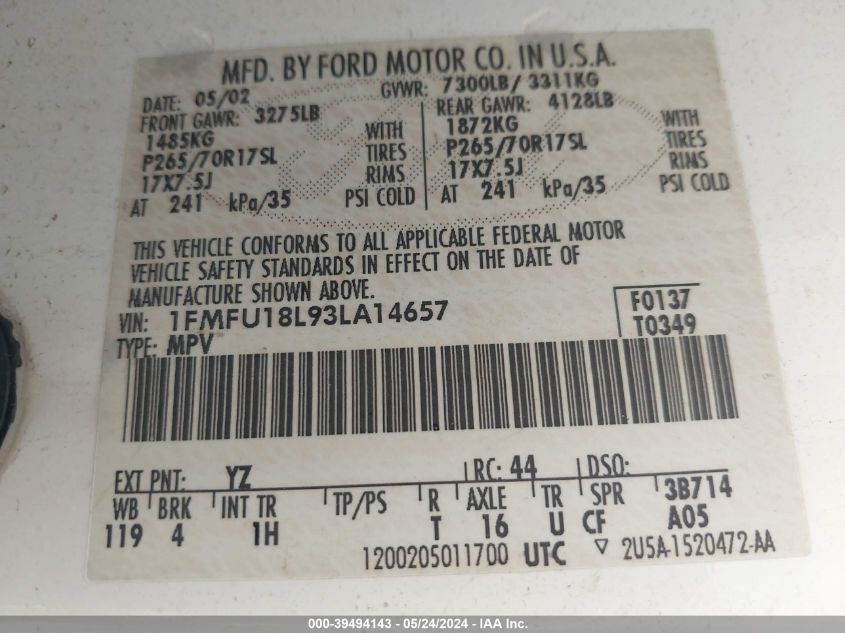 MFD. BY FORD MOTOR CO. IN U.S.A.
DATE: 05/02 GVWR: 7300LB/ 3311KG
FRONT GAWR: 3275LB REAR GAWR: 4128LB
1485KG WITH 1872KG WITH
P265/70R17SL TIRES P265/70R17SL TIRES
17X7.5J RIMS 17X7.5J RIMS
AT 241 kPa/35 PSI COLD AT 241 kPa/35 PSI COLD
THIS VEHICLE CONFORMS TO ALL APPLICABLE FEDERAL MOTOR
VEHICLE SAFETY STANDARDS IN EFFECT ON THE DATE OF
MANUFACTURE SHOWN ABOVE.
VIN: 1FMFU18L93LA14657 F0137
TYPE: MPV T0349
EXT PNT: YZ RC: 44 DSO:
WB BRK INT TR TP/PS R AXLE TR SPR 3B714
119 4 1H T 16 U CF A05
1200205011700 UTC ▽ 2U5A-1520472-AA
000-39494143 - 05/24/2024 - IAA Inc.